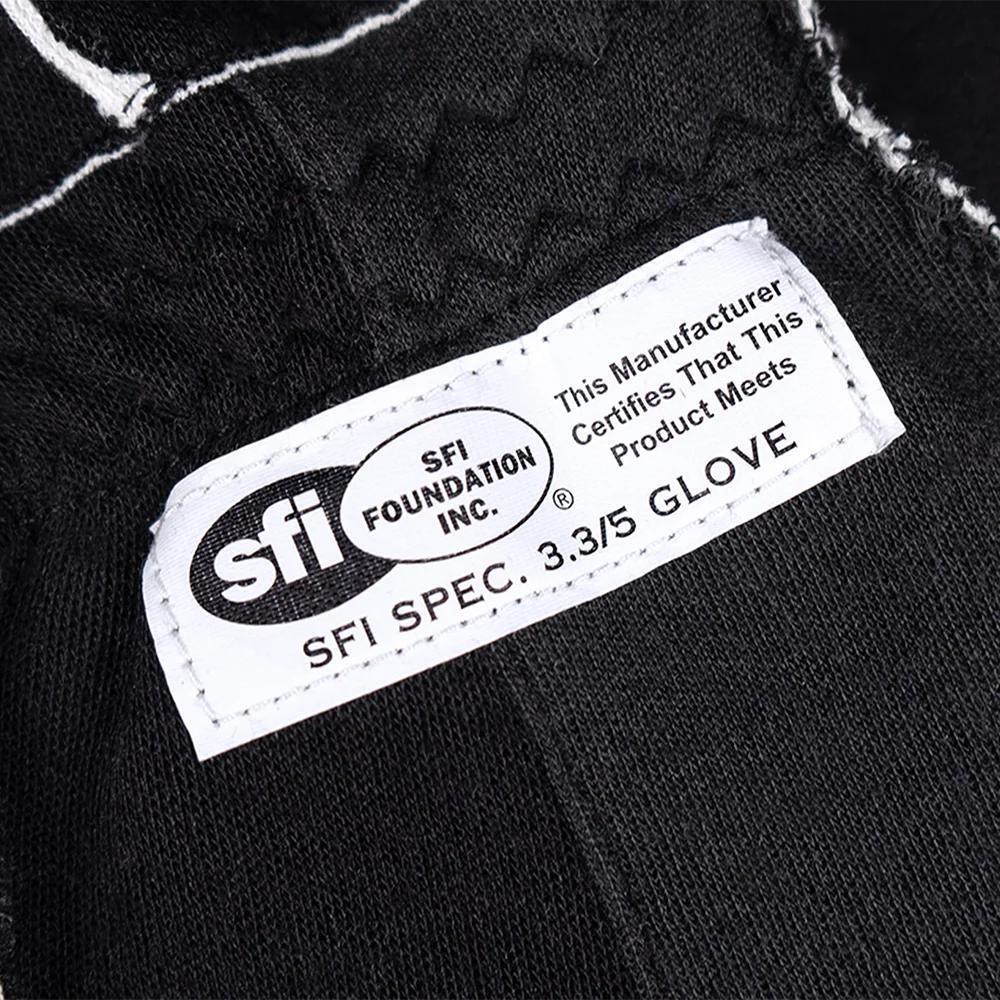 sfi
SFI
FOUNDATION
INC.
®
This Manufacturer
Certifies That This
Product Meets
SFI SPEC. 3.3/5 GLOVE